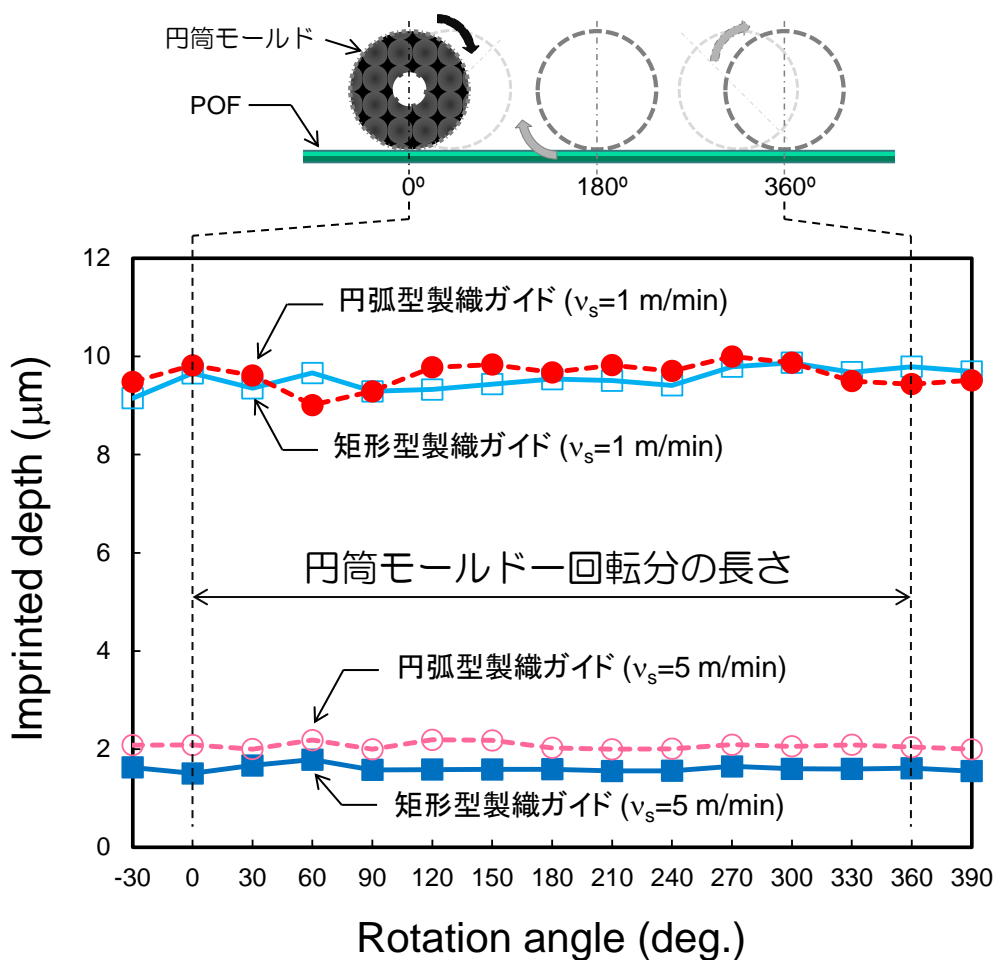 円筒モールド
POF
0º
180º
360º
12
10
8
6
4
2
0
Imprinted depth (μm)
円弧型製織ガイド (νs=1 m/min)
矩形型製織ガイド (νs=1 m/min)
円筒モールド一回転分の長さ
円弧型製織ガイド (νs=5 m/min)
矩形型製織ガイド (νs=5 m/min)
-30 0 30 60 90 120 150 180 210 240 270 300 330 360 390
Rotation angle (deg.)